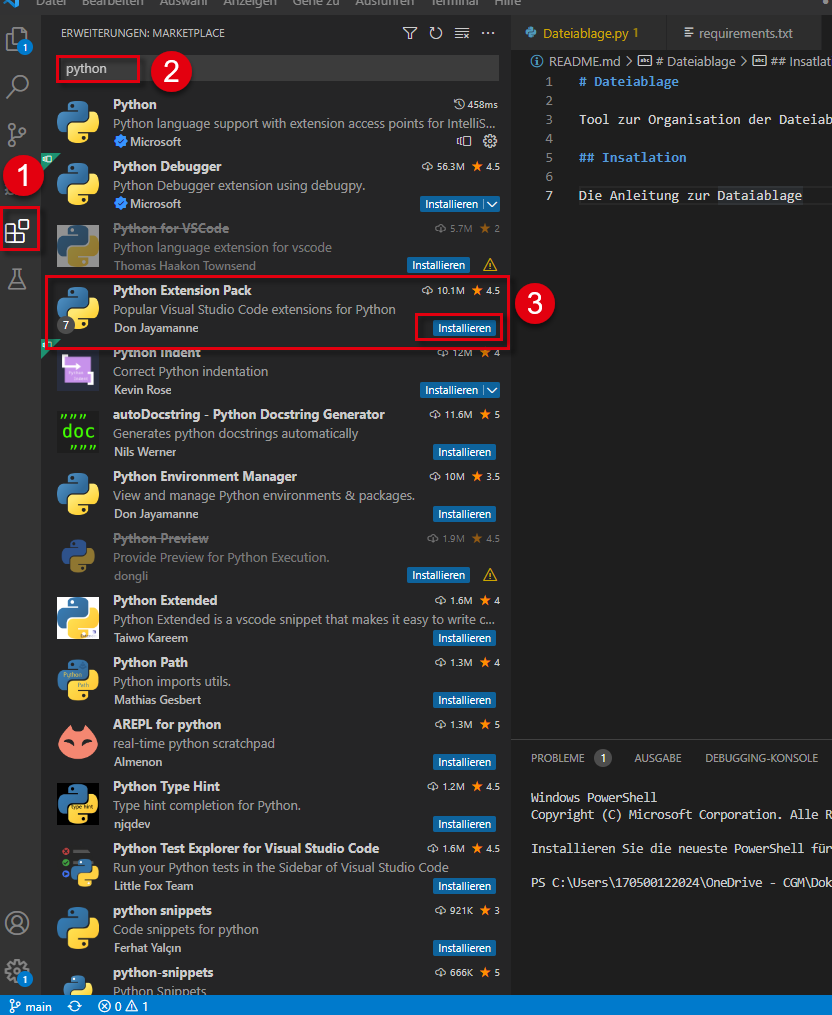 Datei Bearbeiten Auswahl Anzeigen Gehe zu Ausführen Terminal Hilfe
ERWEITERUNGEN: MARKETPLACE
python
1
2
3
1
Python
458ms
Python language support with extension access points for IntelliS...
Microsoft
Python Debugger
56.3M 4.5
Python Debugger extension using debugpy.
Microsoft
Installieren
Python for VSCode
5.7M 2
Python language extension for vscode
Thomas Haakon Townsend
Installieren
Python Extension Pack
10.1M 4.5
Popular Visual Studio Code extensions for Python
7
Don Jayamanne
Installieren
Python Indent
12M 4
Correct Python indentation
Kevin Rose
Installieren
""" doc """
autoDocstring - Python Docstring Generator
11.6M 5
Generates python docstrings automatically
Nils Werner
Installieren
Python Environment Manager
10M 3.5
View and manage Python environments & packages.
Don Jayamanne
Installieren
Python Preview
1.9M 4.5
Provide Preview for Python Execution.
dongli
Installieren
Python Extended
1.6M 4
Python Extended is a vscode snippet that makes it easy to write c...
Taiwo Kareem
Installieren
Python Path
Python Path
1.3M 4
Python imports utils.
Mathias Gesbert
Installieren
AREPL for python
1.3M 5
real-time python scratchpad
Almenon
Installieren
Type hint
Python Type Hint
1.2M 4.5
Type hint completion for Python.
njqdev
Installieren
Python Test Explorer for Visual Studio Code
1.6M 4.5
Run your Python tests in the Sidebar of Visual Studio Code
Little Fox Team
Installieren
python snippets
921K 3
Code snippets for python
Ferhat Yalçın
Installieren
python-snippets
666K 5
Python Snippets
1
main
0 1
Dateiablage.py 1
requirements.txt
README.md > # Dateiablage > ## Insatlat
1 # Dateiablage
2
3 Tool zur Organisation der Dateiab
4
5 ## Insatlation
6
7 Die Anleitung zur Dataiablage
PROBLEME 1 AUSGABE DEBUGGING-KONSOLE
Windows PowerShell
Copyright (C) Microsoft Corporation. Alle R
Installieren Sie die neueste PowerShell für
PS C:\Users\170500122024\OneDrive - CGM\Dok